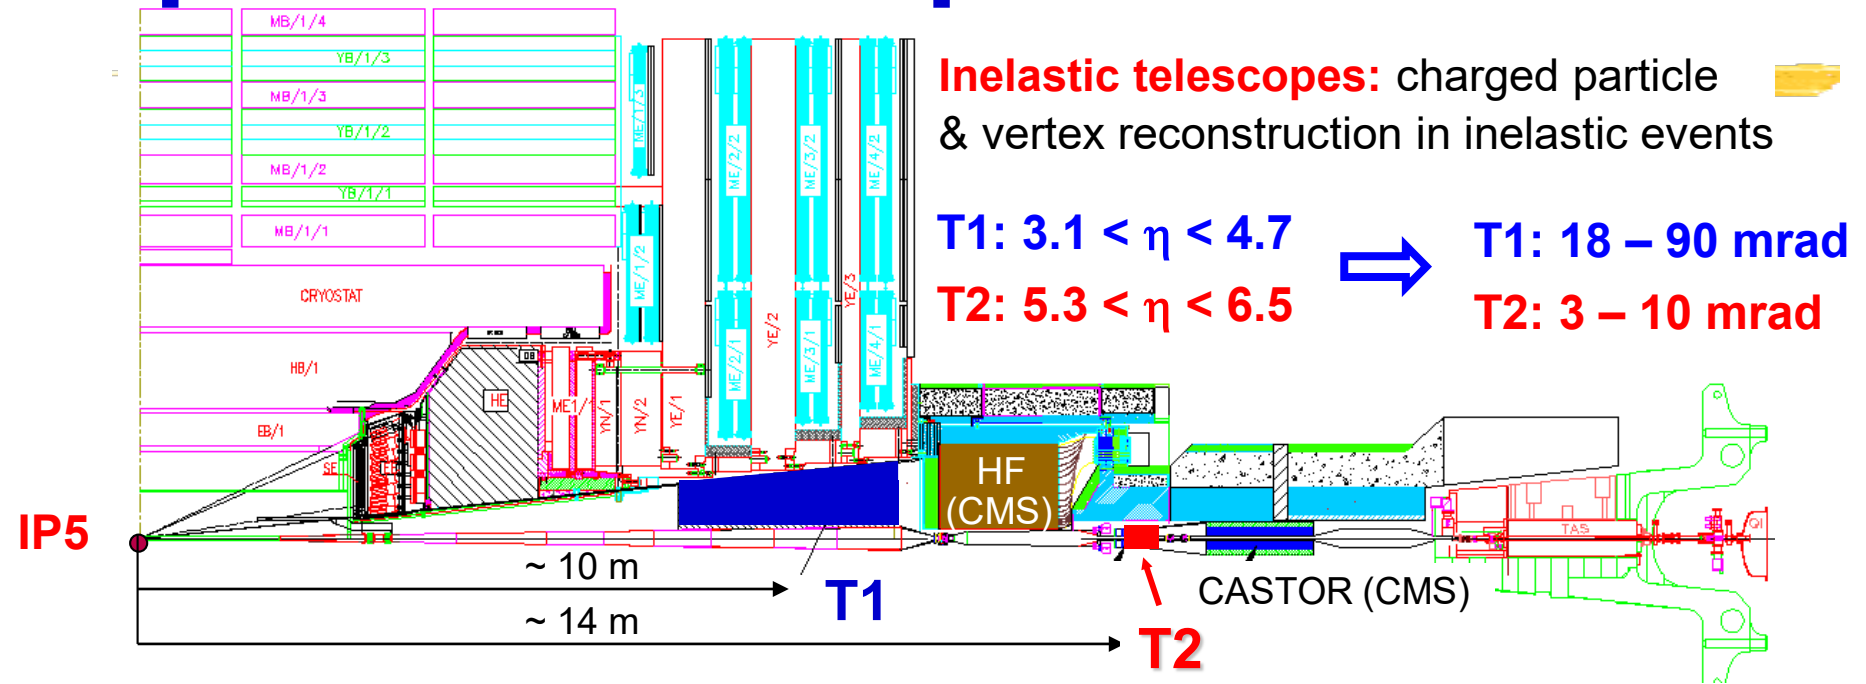 MB/1/4
YB/1/3
MB/1/3
YB/1/2
MB/1/2
YB/1/1
MB/1/1
CRYOSTAT
HB/1
EB/1
SE
HE
ME1/1
YN/1
YN/2
YE/1
ME/1/3
ME/1/2
ME/2/2
ME/3/2
ME/4/2
YE/2
YE/3
ME/2/1
ME/3/1
ME/4/1
Inelastic telescopes: charged particle
& vertex reconstruction in inelastic events
T1: 3.1 < η < 4.7
T1: 18 – 90 mrad
T2: 5.3 < η < 6.5
T2: 3 – 10 mrad
HF
(CMS)
TAS
IP5
~ 10 m
T1
CASTOR (CMS)
~ 14 m
T2